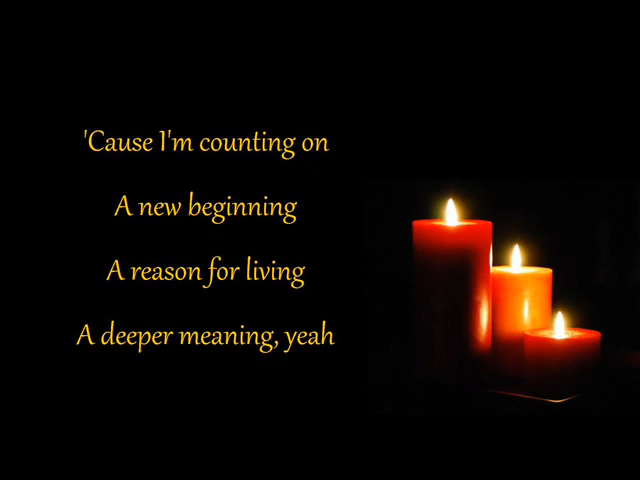 'Cause I'm counting on
A new beginning
A reason for living
A deeper meaning, yeah